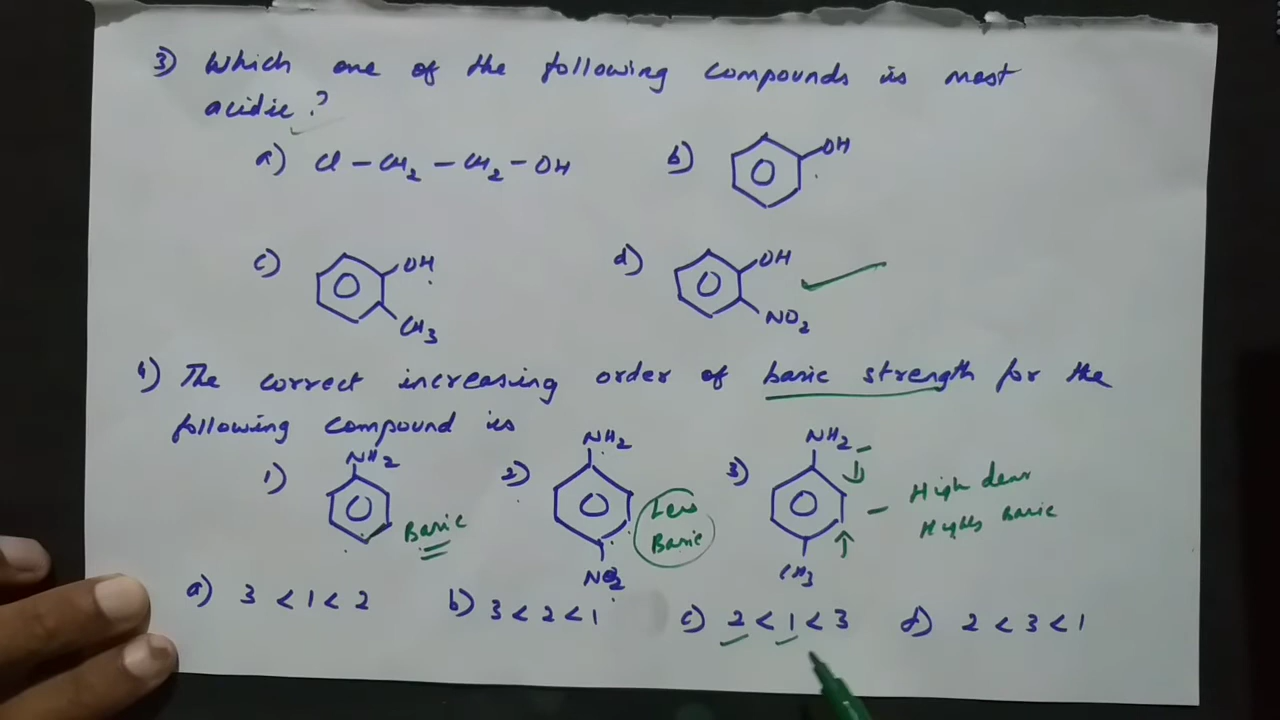 3) Which one of the following compounds is most
acidic?
a) Cl-CH2-CH2-OH b) OH
c) OH CH3 d) OH NO2
4) The correct increasing order of basic strength for the
following compound is
1) NH2 Basic 2) NH2 NO2 Less Basic 3) NH2 CH3 High dens Highly Basic
a) 3 < 1 < 2 b) 3 < 2 < 1 c) 2 < 1 < 3 d) 2 < 3 < 1